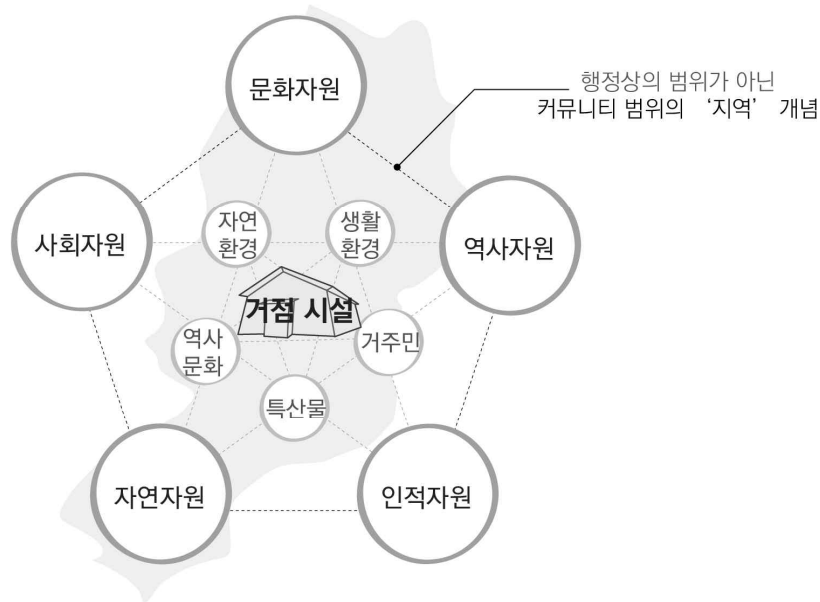 문화자원
행정상의 범위가 아닌
커뮤니티 범위의 ‘지역’ 개념
사회자원
자연
환경
생활
환경
역사자원
거점 시설
역사
문화
거주민
특산물
자연자원
인적자원